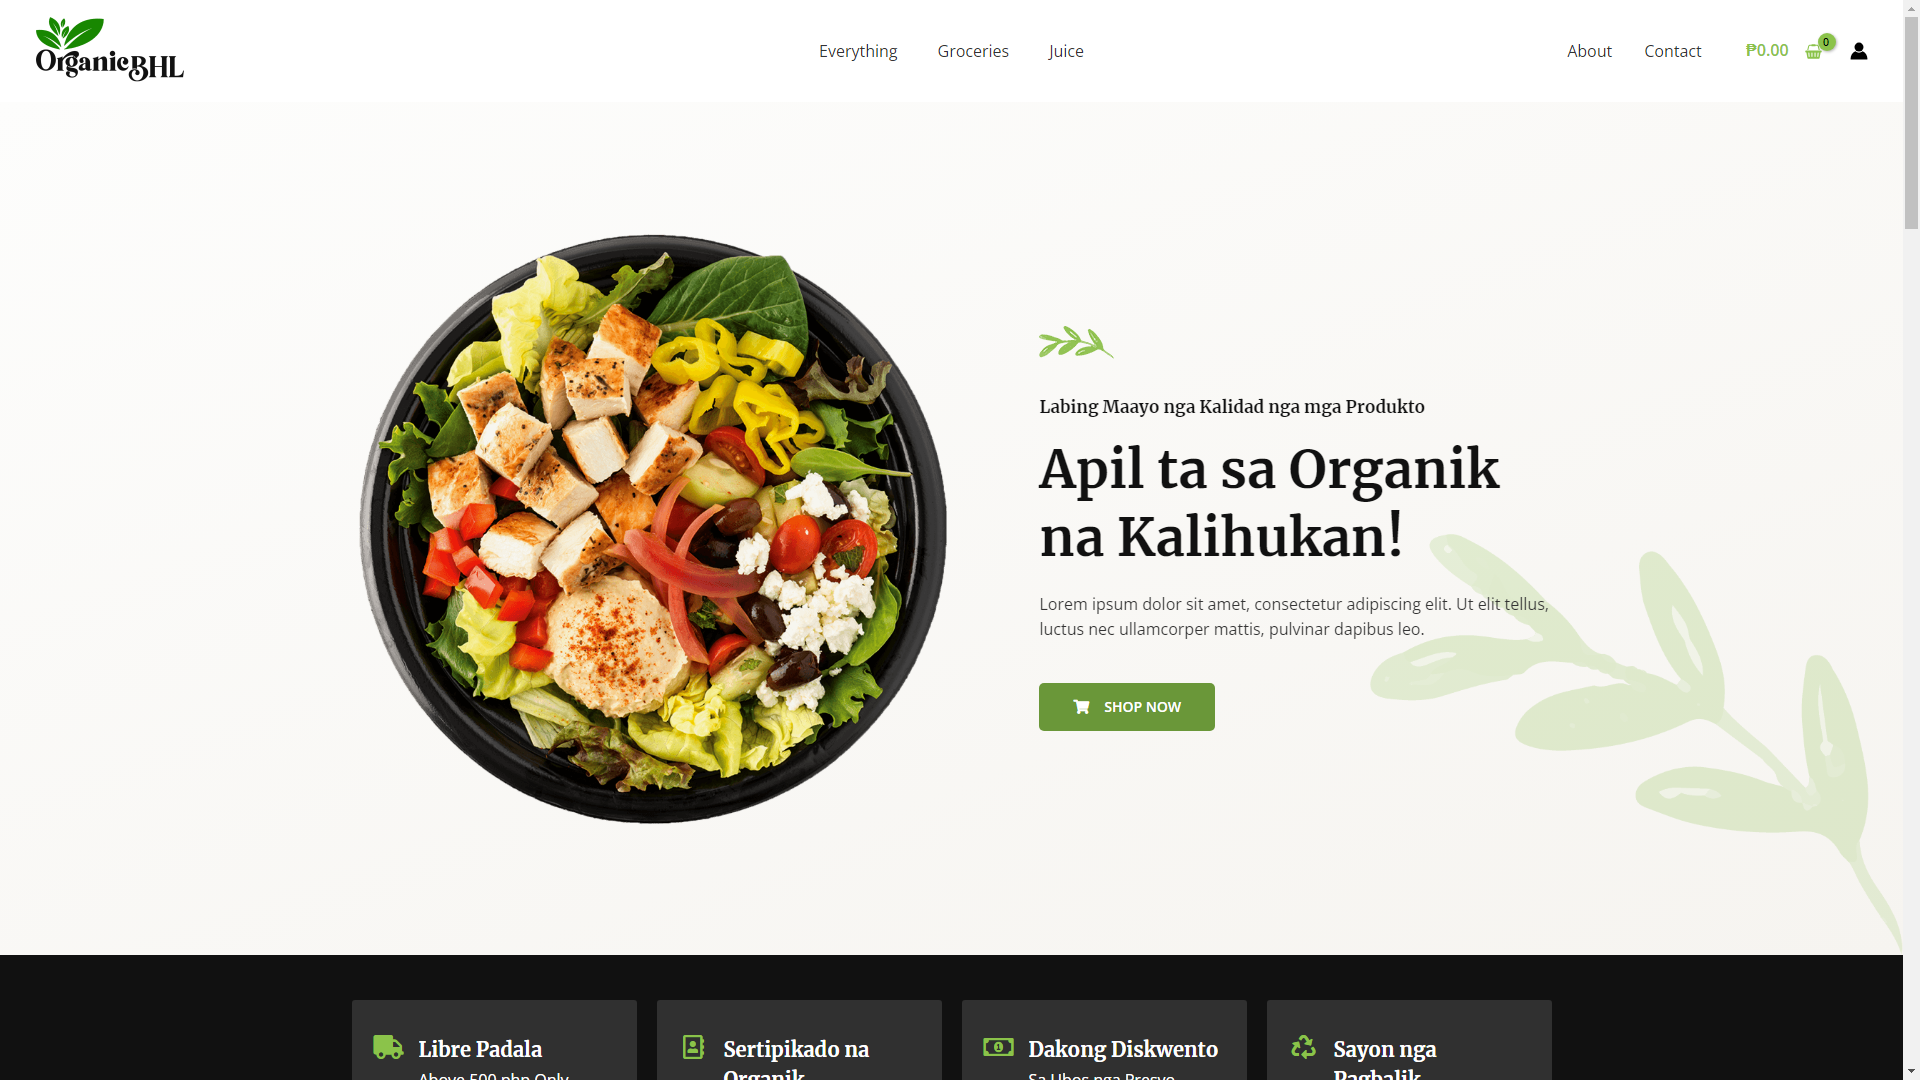 OrganicBHL
Everything Groceries Juice
About Contact ₱0.00 0
Labing Maayo nga Kalidad nga mga Produkto
Apil ta sa Organik
na Kalihukan!
Lorem ipsum dolor sit amet, consectetur adipiscing elit. Ut elit tellus,
luctus nec ullamcorper mattis, pulvinar dapibus leo.
SHOP NOW
Libre Padala
Above 500 php Only
Sertipikado na
Organik
Dakong Diskwento
Sa Ubos nga Presyo
Sayon nga
Pagbalik